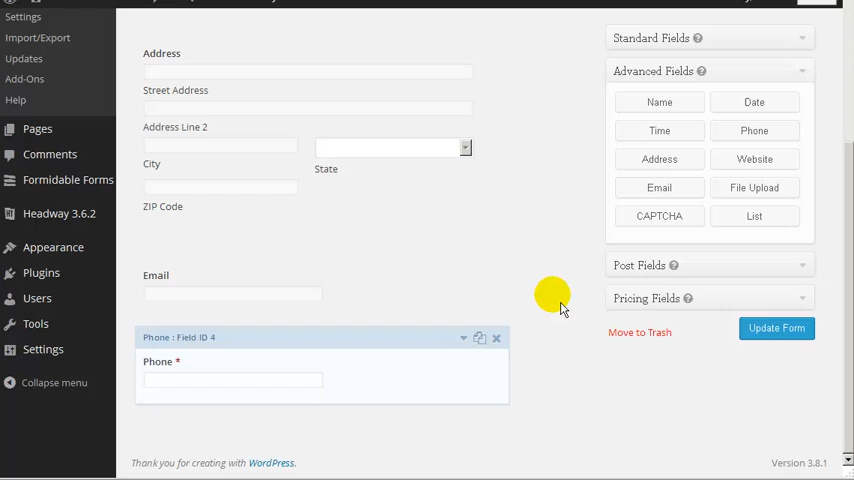 Settings
Import/Export
Updates
Add-Ons
Help
Pages
Comments
Formidable Forms
Headway 3.6.2
Appearance
Plugins
Users
Tools
Settings
Collapse menu
Address
Street Address
Address Line 2
City
State
ZIP Code
Email
Phone : Field ID 4
Phone *
Standard Fields ?
Advanced Fields ?
Name Date
Time Phone
Address Website
Email File Upload
CAPTCHA List
Post Fields ?
Pricing Fields ?
Move to Trash Update Form
Thank you for creating with WordPress. Version 3.8.1